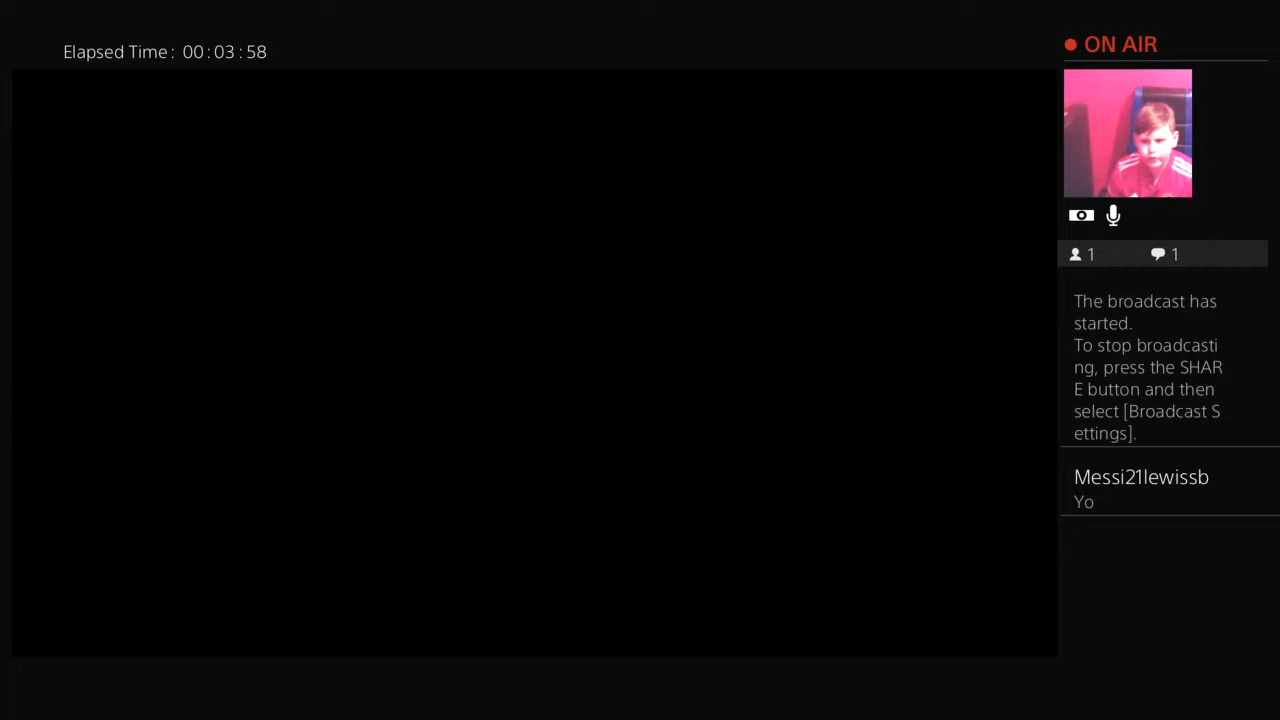 Elapsed Time: 00:03:58
ON AIR
1 1
The broadcast has
started.
To stop broadcasti
ng, press the SHAR
E button and then
select [Broadcast S
ettings].
Messi21lewissb
Yo